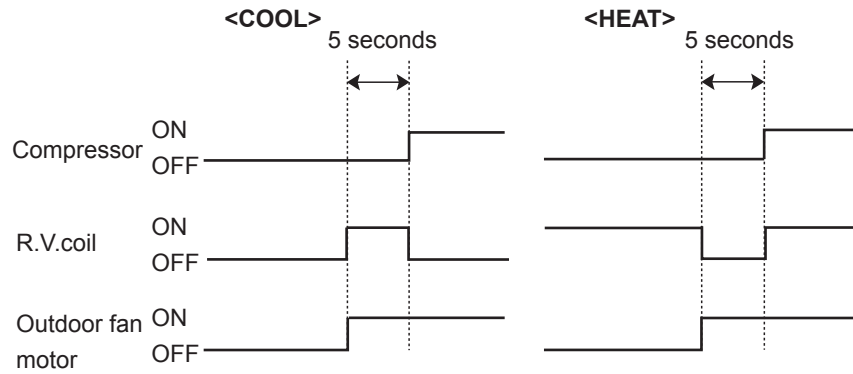 <COOL>
<HEAT>
5 seconds
5 seconds
Compressor
ON
OFF
R.V.coil
ON
OFF
Outdoor fan
motor
ON
OFF